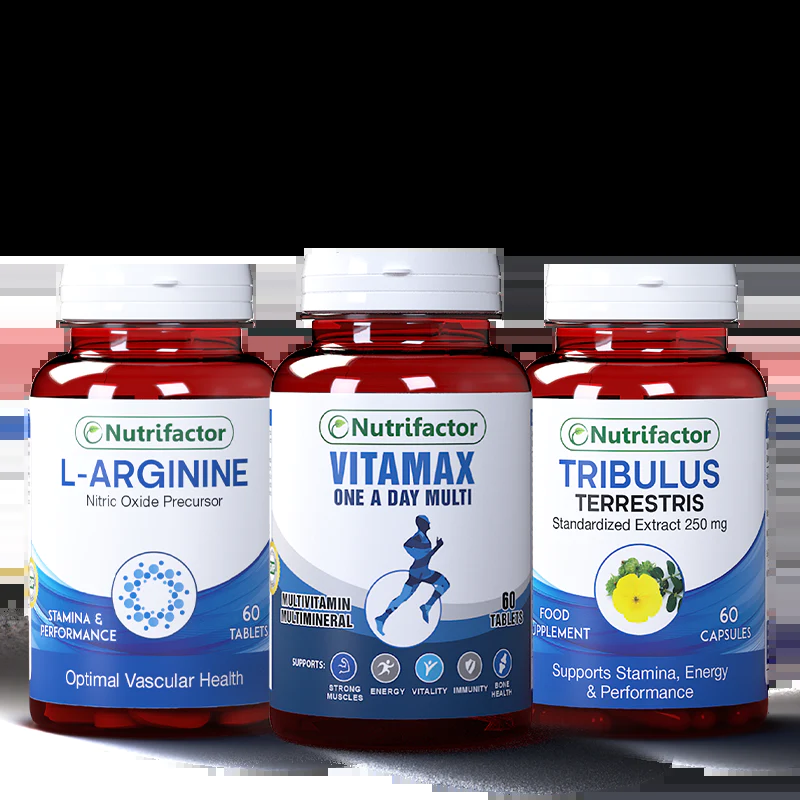 Nutrifactor
L-ARGININE
Nitric Oxide Precursor
STAMINA &
PERFORMANCE
60
TABLETS
Optimal Vascular Health
Nutrifactor
VITAMAX
ONE A DAY MULTI
MULTIVITAMIN
MULTIMINERAL
60
TABLETS
SUPPORTS:
STRONG
MUSCLES
ENERGY
VITALITY
IMMUNITY
BONE
HEALTH
Nutrifactor
TRIBULUS
TERRESTRIS
Standardized Extract 250 mg
FOOD
UPPLEMENT
60
CAPSULES
Supports Stamina, Energy
& Performance